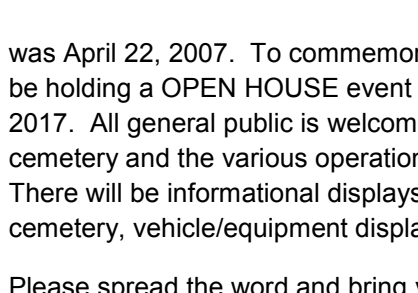 was April 22, 2007. To commemor
be holding a OPEN HOUSE event
2017. All general public is welcom
cemetery and the various operation
There will be informational displays
cemetery, vehicle/equipment displa
Please spread the word and bring